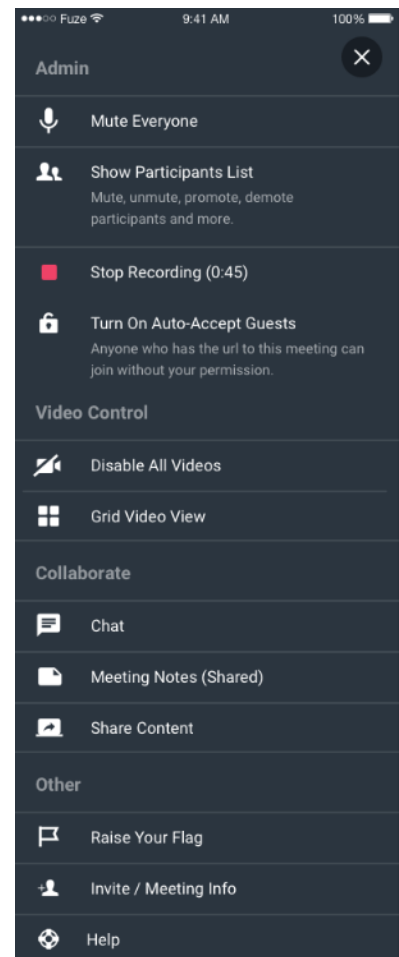 Fuze 9:41 AM 100%
Admin
Mute Everyone
Show Participants List
Mute, unmute, promote, demote
participants and more.
Stop Recording (0:45)
Turn On Auto-Accept Guests
Anyone who has the url to this meeting can
join without your permission.
Video Control
Disable All Videos
Grid Video View
Collaborate
Chat
Meeting Notes (Shared)
Share Content
Other
Raise Your Flag
Invite / Meeting Info
Help